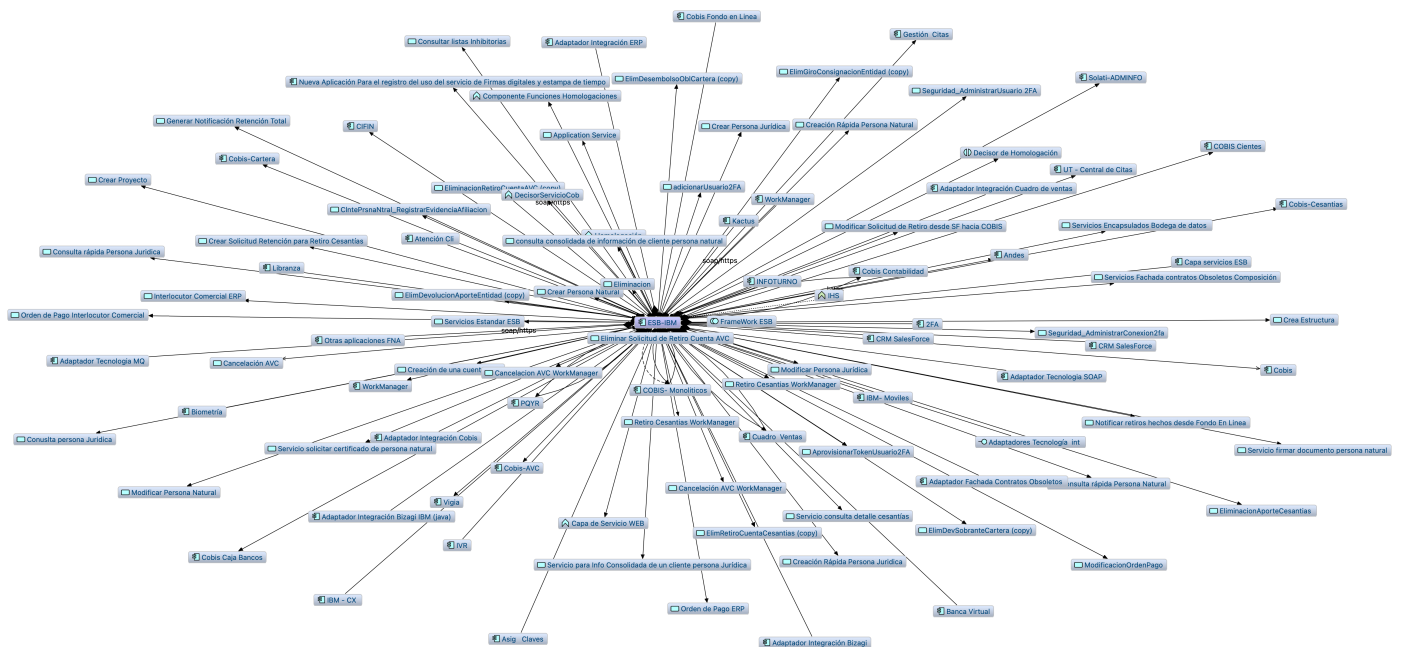 Cobis Fondo en Linea
Gestión Citas
Consultar listas Inhibitorias
Adaptador Integración ERP
Nueva Aplicación Para el registro del uso del servicio de Firmas digitales y estampa de tiempo
ElimDesembolsoOblCartera (copy)
ElimGiroConsignacionEntidad (copy)
Solati-ADMINFO
Componente Funciones Homologaciones
Seguridad_AdministrarUsuario 2FA
Generar Notificación Retención Total
CIFIN
Application Service
Crear Persona Jurídica
Creación Rápida Persona Natural
Cobis-Cartera
Decisor de Homologación
COBIS Cientes
UT - Central de Citas
Crear Proyecto
EliminacionRetiroCuentaAVC (copy)
DecisorServicioCob
soap/https
adicionarUsuario2FA
WorkManager
Adaptador Integración Cuadro de ventas
Cobis-Cesantias
ClntePrsnaNtral_RegistrarEvidenciaAfiliacion
Kactus
Modificar Solicitud de Retiro desde SF hacia COBIS
Servicios Encapsulados Bodega de datos
Crear Solicitud Retención para Retiro Cesantías
Atención Cli
consulta consolidada de información de cliente persona natural
Consulta rápida Persona Juridica
Andes
soap/https
Capa servicios ESB
Libranza
Cobis Contabilidad
Servicios Fachada contratos Obsoletos Composición
Eliminacion
INFOTURNO
Interlocutor Comercial ERP
ElimDevolucionAporteEntidad (copy)
Crear Persona Natural
IHS
Orden de Pago Interlocutor Comercial
Servicios Estandar ESB
ESB-IBM
FrameWork ESB
2FA
Crea Estructura
soap/https
Seguridad_AdministrarConexion2fa
Otras aplicaciones FNA
Eliminar Solicitud de Retiro Cuenta AVC
CRM SalesForce
CRM SalesForce
Adaptador Tecnologia MQ
Cancelación AVC
Creación de una cuent
Cancelacion AVC WorkManager
Modificar Persona Jurídica
Cobis
Adaptador Tecnologia SOAP
WorkManager
COBIS- Monolíticos
Retiro Cesantias WorkManager
PQYR
IBM- Moviles
Biometría
Retiro Cesantias WorkManager
Notificar retiros hechos desde Fondo En Linea
Conuslta persona Jurídica
Adaptador Integración Cobis
Cuadro Ventas
Adaptadores Tecnología int
Servicio solicitar certificado de persona natural
AprovisionarTokenUsuario2FA
Servicio firmar documento persona natural
Cobis-AVC
Modificar Persona Natural
Cancelación AVC WorkManager
Adaptador Fachada Contratos Obsoletos
onsulta rápida Persona Natural
Vigia
Adaptador Integración Bizagi IBM (java)
Servicio consulta detalle cesantías
EliminacionAporteCesantias
Capa de Servicio WEB
ElimRetiroCuentaCesantias (copy)
ElimDevSobranteCartera (copy)
Cobis Caja Bancos
IVR
Servicio para Info Consolidada de un cliente persona Jurídica
Creación Rápida Persona Juridica
ModificacionOrdenPago
IBM - CX
Orden de Pago ERP
Banca Virtual
Asig Claves
Adaptador Integración Bizagi